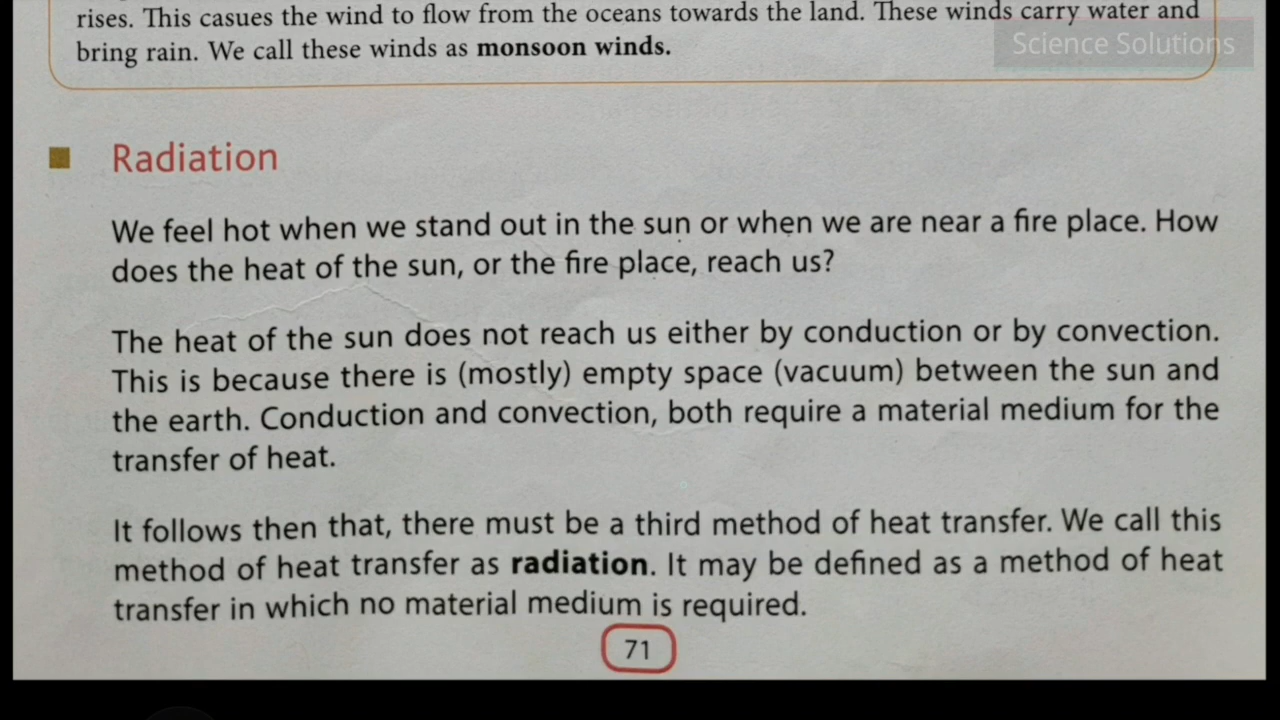 rises. This casues the wind to flow from the oceans towards the land. These winds carry water and
bring rain. We call these winds as monsoon winds.
Science Solutions
Radiation
We feel hot when we stand out in the sun or when we are near a fire place. How
does the heat of the sun, or the fire place, reach us?
The heat of the sun does not reach us either by conduction or by convection.
This is because there is (mostly) empty space (vacuum) between the sun and
the earth. Conduction and convection, both require a material medium for the
transfer of heat.
It follows then that, there must be a third method of heat transfer. We call this
method of heat transfer as radiation. It may be defined as a method of heat
transfer in which no material medium is required.
71